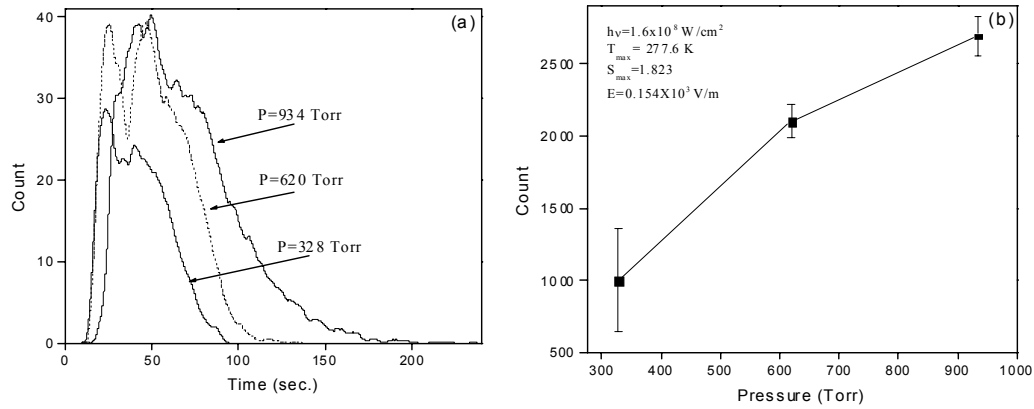 (a)
40
30
20
10
0
Count
P=934 Torr
P=620 Torr
P=328 Torr
0 50 100 150 200
Time (sec.)
(b)
hν=1.6x10⁸ W/cm²
Tmax= 277.6 K
Smax=1.823
E=0.154X10³ V/m
2500
2000
1500
1000
500
Count
300 400 500 600 700 800 900 1000
Pressure (Torr)